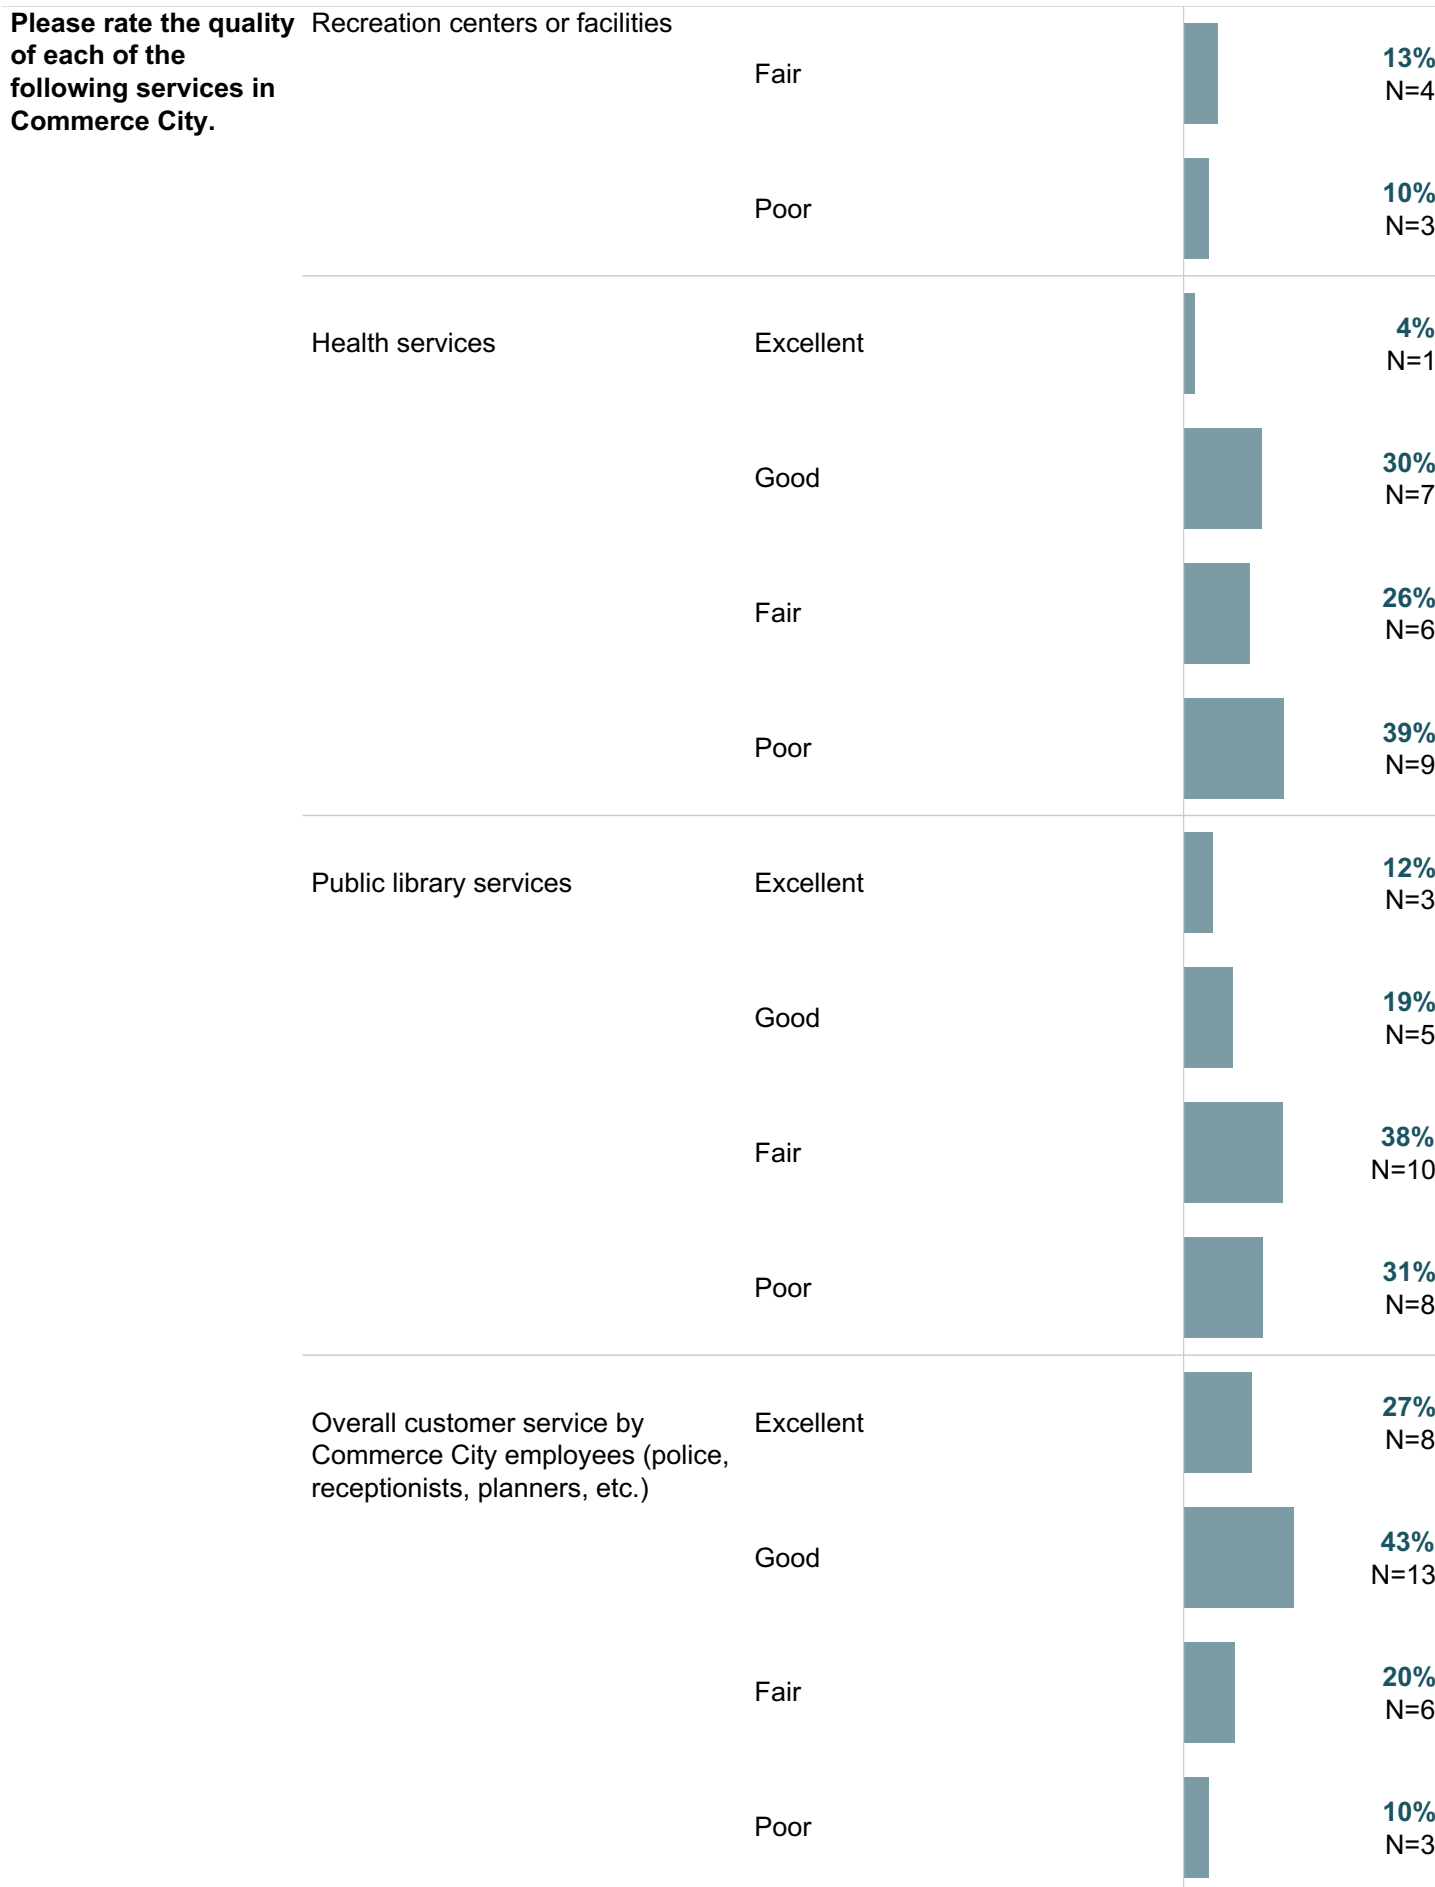 Please rate the quality
of each of the
following services in
Commerce City.
Recreation centers or facilities
Fair
13%
N=4
Poor
10%
N=3
Health services
Excellent
4%
N=1
Good
30%
N=7
Fair
26%
N=6
Poor
39%
N=9
Public library services
Excellent
12%
N=3
Good
19%
N=5
Fair
38%
N=10
Poor
31%
N=8
Overall customer service by
Commerce City employees (police,
receptionists, planners, etc.)
Excellent
27%
N=8
Good
43%
N=13
Fair
20%
N=6
Poor
10%
N=3